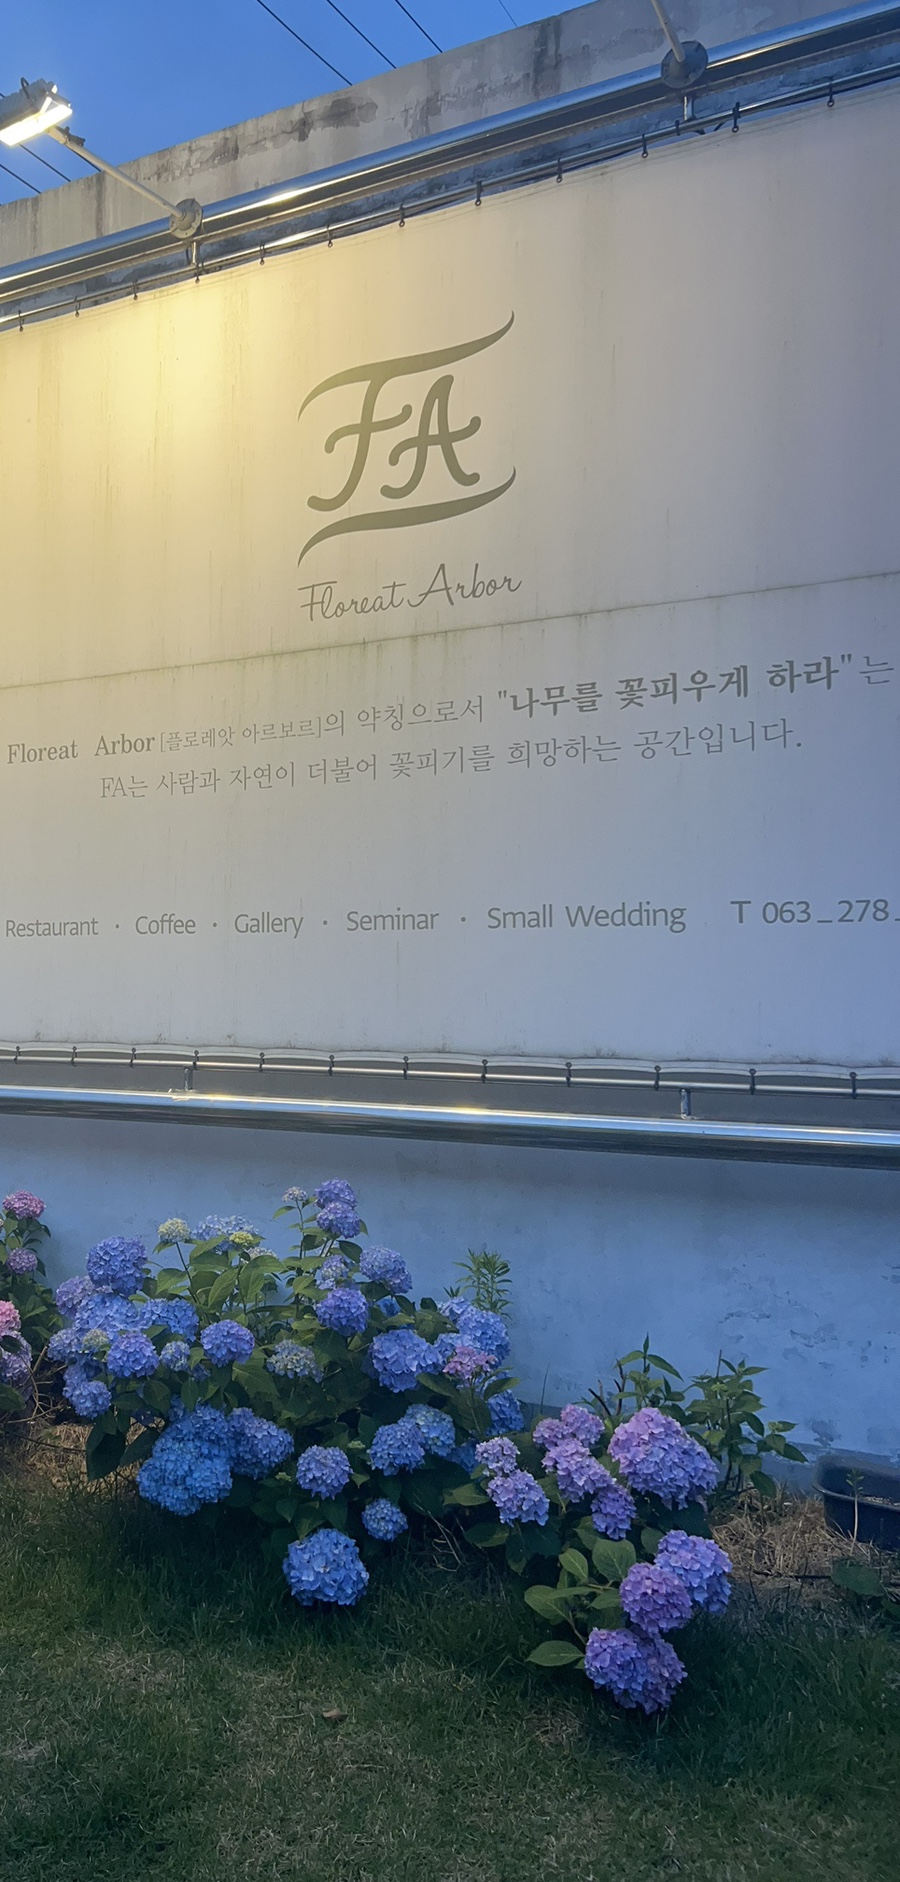 FA
Floreat Arbor
Floreat Arbor [플로레앗 아르보르]의 약칭으로서 "나무를 꽃피우게 하라"는
FA는 사람과 자연이 더불어 꽃피기를 희망하는 공간입니다.
Restaurant · Coffee · Gallery · Seminar · Small Wedding T 063_278_